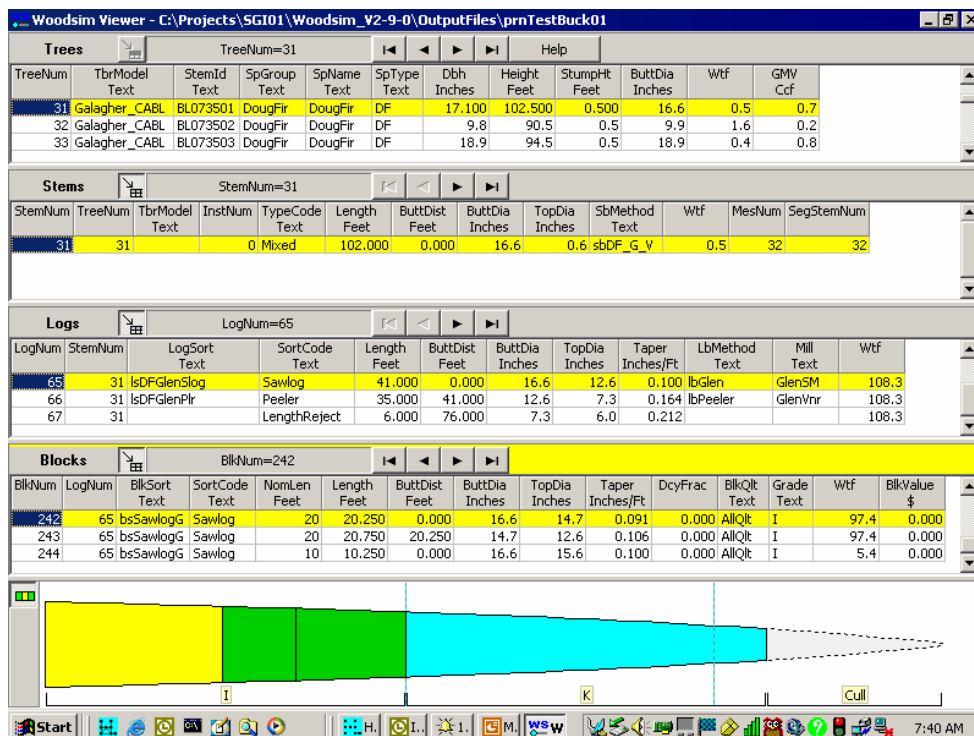 Woodsim Viewer - C:\Projects\SGI01\Woodsim_V2-9-0\OutputFiles\prnTestBuck01
Trees TreeNum=31 Help
TreeNum TbrModel StemId SpGroup SpName SpType Dbh Height StumpHt ButtDia Wtf GMV
Text Text Text Text Text Inches Feet Feet Inches Ccf
31 Galagher_CABL BL073501 DougFir DougFir DF 17.100 102.500 0.500 16.6 0.5 0.7
32 Galagher_CABL BL073502 DougFir DougFir DF 9.8 90.5 0.5 9.9 1.6 0.2
33 Galagher_CABL BL073503 DougFir DougFir DF 18.9 94.5 0.5 18.9 0.4 0.8
Stems StemNum=31
StemNum TreeNum TbrModel InstNum TypeCode Length ButtDist ButtDia TopDia SbMethod Wtf MesNum SegStemNum
Text Text Feet Feet Inches Inches Text
31 31 0 Mixed 102.000 0.000 16.6 0.6 sbDF_G_V 0.5 32 32
Logs LogNum=65
LogNum StemNum LogSort SortCode Length ButtDist ButtDia TopDia Taper LbMethod Mill Wtf
Text Text Feet Feet Inches Inches Inches/Ft Text Text
65 31 lsDFGlenSlog Sawlog 41.000 0.000 16.6 12.6 0.100 lbGlen GlenSM 108.3
66 31 lsDFGlenPlr Peeler 35.000 41.000 12.6 7.3 0.164 lbPeeler GlenVnr 108.3
67 31 LengthReject 6.000 76.000 7.3 6.0 0.212 108.3
Blocks BlkNum=242
BlkNum LogNum BlkSort SortCode NomLen Length ButtDist ButtDia TopDia Taper DcyFrac BlkQlt Grade Wtf BlkValue
Text Text Feet Feet Feet Inches Inches Inches/Ft Text Text $
242 65 bsSawlogG Sawlog 20 20.250 0.000 16.6 14.7 0.091 0.000 AllQlt I 97.4 0.000
243 65 bsSawlogG Sawlog 20 20.750 20.250 14.7 12.6 0.106 0.000 AllQlt I 97.4 0.000
244 65 bsSawlogG Sawlog 10 10.250 0.000 16.6 15.6 0.100 0.000 AllQlt I 5.4 0.000
I K Cull
Start H. I.. 1. M. WS W 7:40 AM